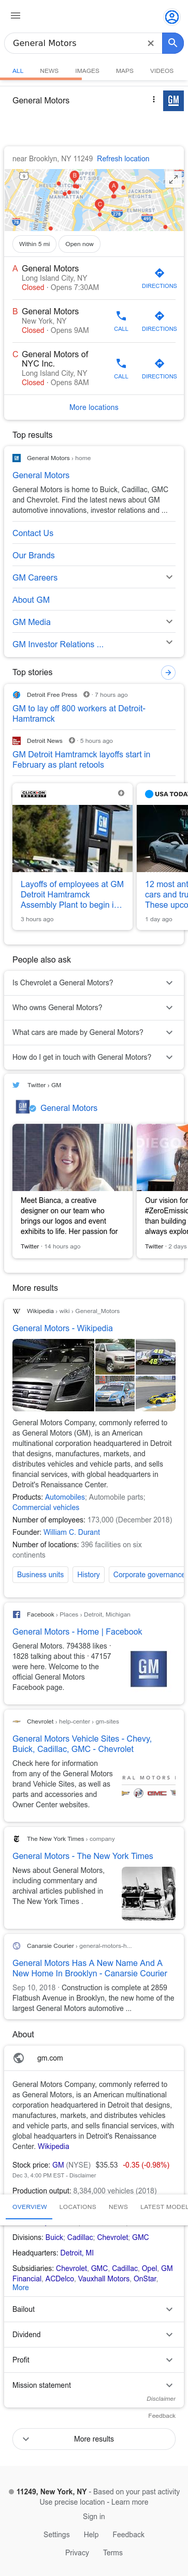 General Motors
ALL NEWS IMAGES MAPS VIDEOS
General Motors
near Brooklyn, NY 11249 Refresh location
Within 5 mi Open now
A General Motors
Long Island City, NY
Closed · Opens 7:30AM
DIRECTIONS
B General Motors
New York, NY
Closed · Opens 9AM
CALL DIRECTIONS
C General Motors of
NYC Inc.
Long Island City, NY
Closed · Opens 8AM
CALL DIRECTIONS
More locations
Top results
General Motors › home
General Motors
General Motors is home to Buick, Cadillac, GMC
and Chevrolet. Find the latest news about GM
automotive innovations, investor relations and ...
Contact Us
Our Brands
GM Careers
About GM
GM Media
GM Investor Relations ...
Top stories
Detroit Free Press · 7 hours ago
GM to lay off 800 workers at Detroit-
Hamtramck
Detroit News · 5 hours ago
GM Detroit Hamtramck layoffs start in
February as plant retools
Layoffs of employees at GM
Detroit Hamtramck
Assembly Plant to begin i...
3 hours ago
USA TODAY
12 most ant
cars and tru
These upco
1 day ago
People also ask
Is Chevrolet a General Motors?
Who owns General Motors?
What cars are made by General Motors?
How do I get in touch with General Motors?
Twitter › GM
General Motors
Meet Bianca, a creative
designer on our team who
brings our logos and event
exhibits to life. Her passion for
Twitter · 14 hours ago
Our vision for
#ZeroEmissio
than building
always explor
Twitter · 2 days
More results
Wikipedia › wiki › General_Motors
General Motors - Wikipedia
General Motors Company, commonly referred to
as General Motors (GM), is an American
multinational corporation headquartered in Detroit
that designs, manufactures, markets, and
distributes vehicles and vehicle parts, and sells
financial services, with global headquarters in
Detroit's Renaissance Center.
Products: Automobiles; Automobile parts;
Commercial vehicles
Number of employees: 173,000 (December 2018)
Founder: William C. Durant
Number of locations: 396 facilities on six
continents
Business units History Corporate governance
Facebook › Places › Detroit, Michigan
General Motors - Home | Facebook
General Motors. 794388 likes ·
1828 talking about this · 47157
were here. Welcome to the
official General Motors
Facebook page.
GM
Chevrolet › help-center › gm-sites
General Motors Vehicle Sites - Chevy,
Buick, Cadillac, GMC - Chevrolet
Check here for information
from any of the General Motors
brand Vehicle Sites, as well as
parts and accessories and
Owner Center websites.
The New York Times › company
General Motors - The New York Times
News about General Motors,
including commentary and
archival articles published in
The New York Times .
Canarsie Courier › general-motors-h...
General Motors Has A New Name And A
New Home In Brooklyn - Canarsie Courier
Sep 10, 2018 - Construction is complete at 2859
Flatbush Avenue in Brooklyn, the new home of the
largest General Motors automotive ...
About
gm.com
General Motors Company, commonly referred to
as General Motors, is an American multinational
corporation headquartered in Detroit that designs,
manufactures, markets, and distributes vehicles
and vehicle parts, and sells financial services, with
global headquarters in Detroit's Renaissance
Center. Wikipedia
Stock price: GM (NYSE) $35.53 -0.35 (-0.98%)
Dec 3, 4:00 PM EST - Disclaimer
Production output: 8,384,000 vehicles (2018)
OVERVIEW LOCATIONS NEWS LATEST MODEL
Divisions: Buick; Cadillac; Chevrolet; GMC
Headquarters: Detroit, MI
Subsidiaries: Chevrolet, GMC, Cadillac, Opel, GM
Financial, ACDelco, Vauxhall Motors, OnStar,
More
Bailout
Dividend
Profit
Mission statement
Disclaimer
Feedback
More results
11249, New York, NY - Based on your past activity
Use precise location - Learn more
Sign in
Settings Help Feedback
Privacy Terms